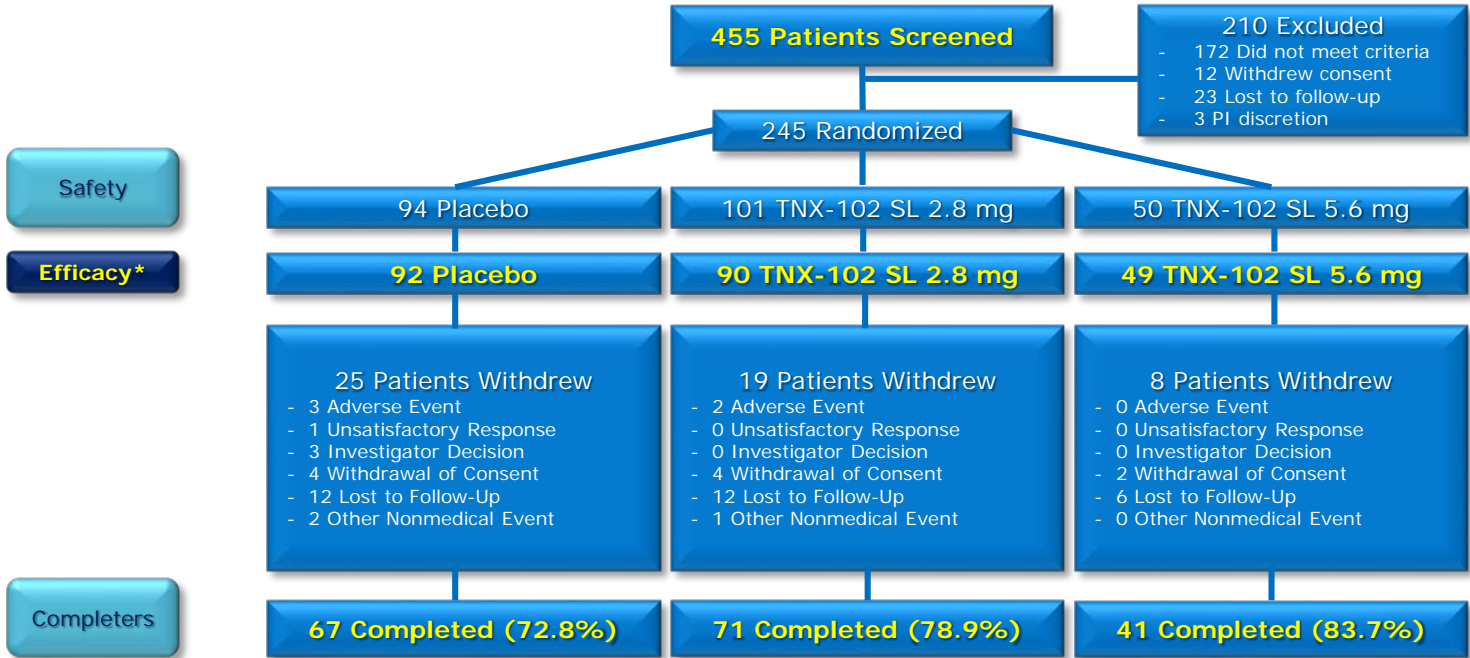 455 Patients Screened
210 Excluded
- 172 Did not meet criteria
- 12 Withdrew consent
- 23 Lost to follow-up
- 3 PI discretion
245 Randomized
Safety
94 Placebo
101 TNX-102 SL 2.8 mg
50 TNX-102 SL 5.6 mg
Efficacy*
92 Placebo
90 TNX-102 SL 2.8 mg
49 TNX-102 SL 5.6 mg
25 Patients Withdrew
- 3 Adverse Event
- 1 Unsatisfactory Response
- 3 Investigator Decision
- 4 Withdrawal of Consent
- 12 Lost to Follow-Up
- 2 Other Nonmedical Event
19 Patients Withdrew
- 2 Adverse Event
- 0 Unsatisfactory Response
- 0 Investigator Decision
- 4 Withdrawal of Consent
- 12 Lost to Follow-Up
- 1 Other Nonmedical Event
8 Patients Withdrew
- 0 Adverse Event
- 0 Unsatisfactory Response
- 0 Investigator Decision
- 2 Withdrawal of Consent
- 6 Lost to Follow-Up
- 0 Other Nonmedical Event
Completers
67 Completed (72.8%)
71 Completed (78.9%)
41 Completed (83.7%)